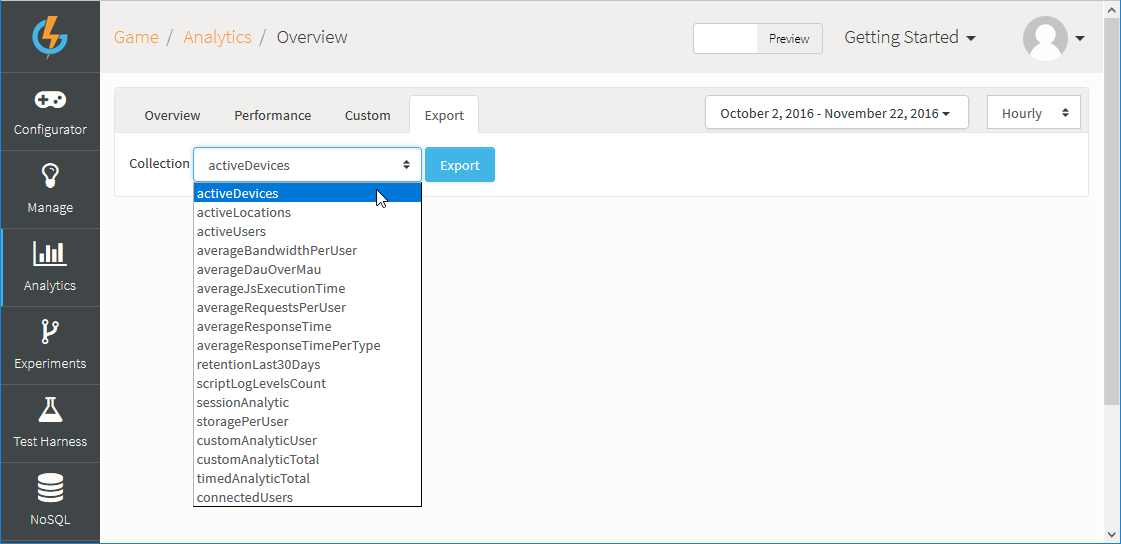 Game / Analytics / Overview
Preview
Getting Started
Configurator
Manage
Analytics
Experiments
Test Harness
NoSQL
Overview
Performance
Custom
Export
October 2, 2016 - November 22, 2016
Hourly
Collection
activeDevices
Export
activeDevices
activeLocations
activeUsers
averageBandwidthPerUser
averageDauOverMau
averageJsExecutionTime
averageRequestsPerUser
averageResponseTime
averageResponseTimePerType
retentionLast30Days
scriptLogLevelsCount
sessionAnalytic
storagePerUser
customAnalyticUser
customAnalyticTotal
timedAnalyticTotal
connectedUsers